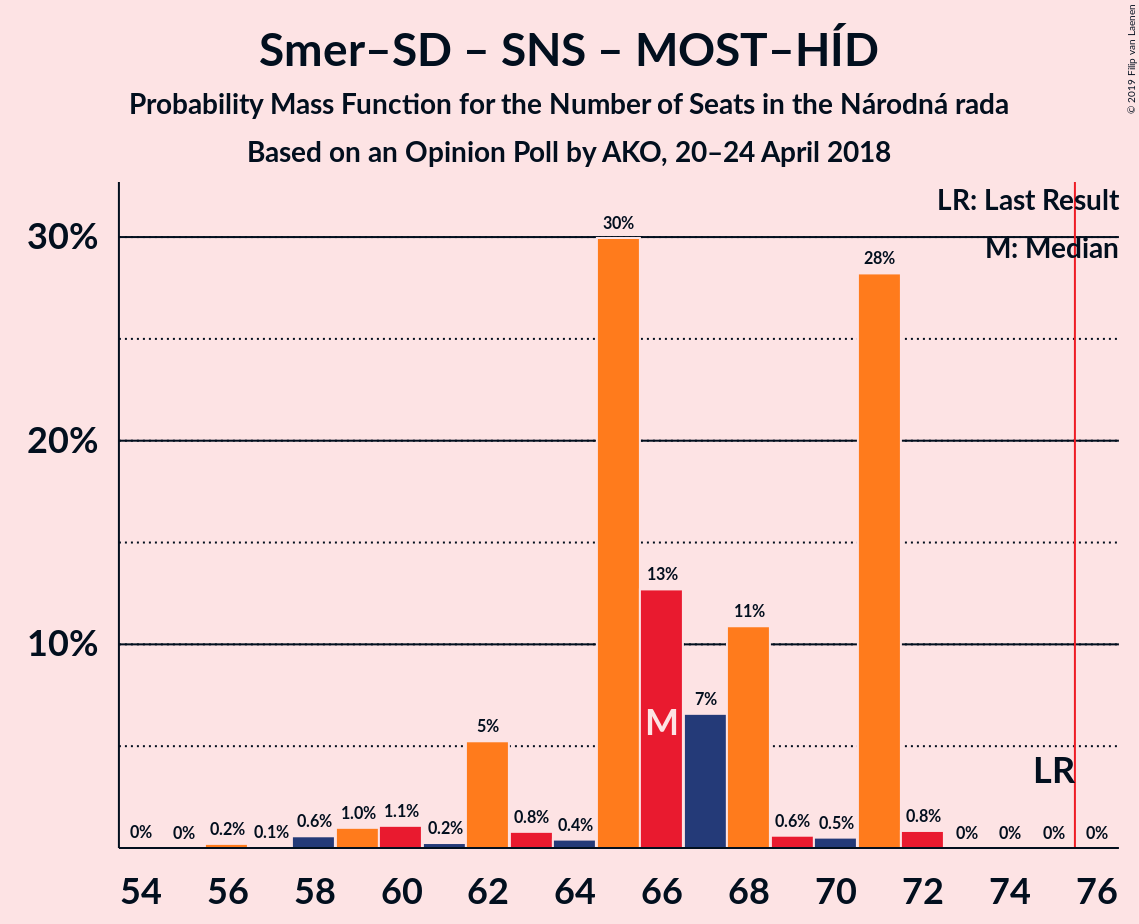 Smer–SD – SNS – MOST–HÍD
Probability Mass Function for the Number of Seats in the Národná rada
Based on an Opinion Poll by AKO, 20–24 April 2018
© 2019 Filip van Laenen
LR: Last Result
M: Median
30%
20%
10%
0% 0% 0.2% 0.1% 0.6% 1.0% 1.1% 0.2% 5% 0.8% 0.4% 30% 13% 7% 11% 0.6% 0.5% 28% 0.8% 0% 0% 0% 0%
M
LR
54 56 58 60 62 64 66 68 70 72 74 76